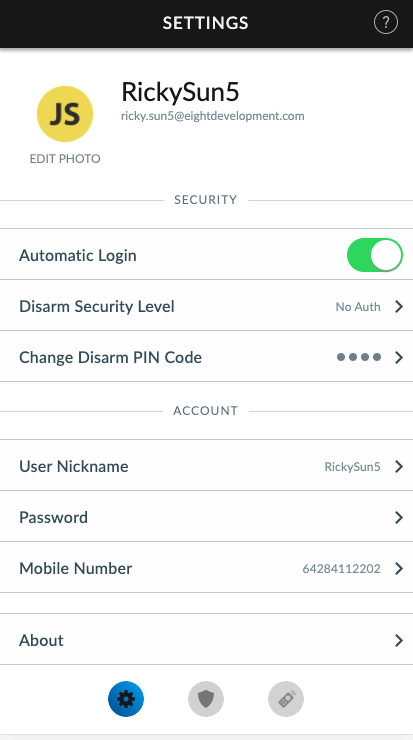 SETTINGS
?
RickySun5
ricky.sun5@eightdevelopment.com
JS
EDIT PHOTO
SECURITY
Automatic Login
Disarm Security Level No Auth
Change Disarm PIN Code
ACCOUNT
User Nickname RickySun5
Password
Mobile Number 64284112202
About